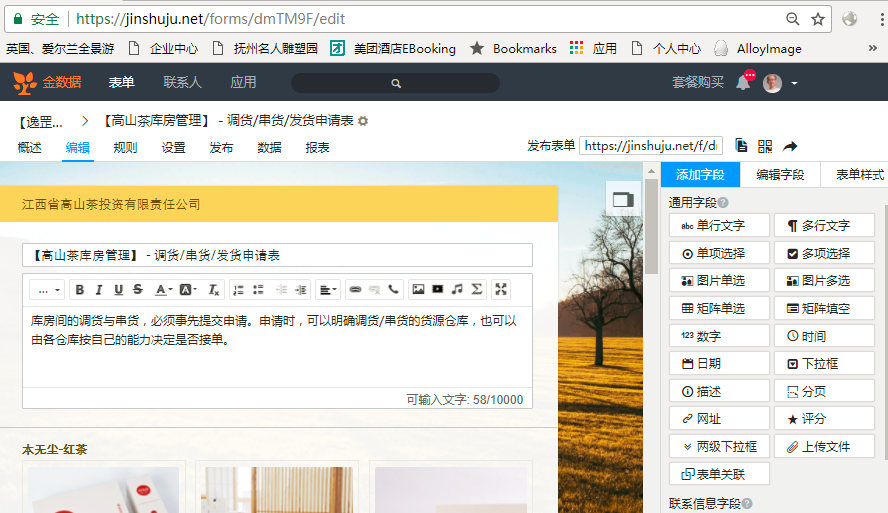 安全 https://jinshuju.net/forms/dmTM9F/edit
英国、爱尔兰全景游 企业中心 抚州名人雕塑园 美团酒店EBooking Bookmarks 应用 个人中心 AlloyImage »
金数据 表单 联系人 应用 套餐购买
【逸罡... 【高山茶库房管理】 - 调货/串货/发货申请表
概述 编辑 规则 设置 发布 数据 报表 发布表单 https://jinshuju.net/f/d
添加字段 编辑字段 表单样式
江西省高山茶投资有限责任公司
【高山茶库房管理】 - 调货/串货/发货申请表
... B I U S A A Tx
库房间的调货与串货，必须事先提交申请。申请时，可以明确调货/串货的货源仓库，也可以
由各仓库按自己的能力决定是否接单。
可输入文字: 58/10000
本无尘-红茶
通用字段
abc 单行文字 多行文字
单项选择 多项选择
图片单选 图片多选
矩阵单选 矩阵填空
123 数字 时间
日期 下拉框
描述 分页
网址 评分
两级下拉框 上传文件
表单关联
联系信息字段